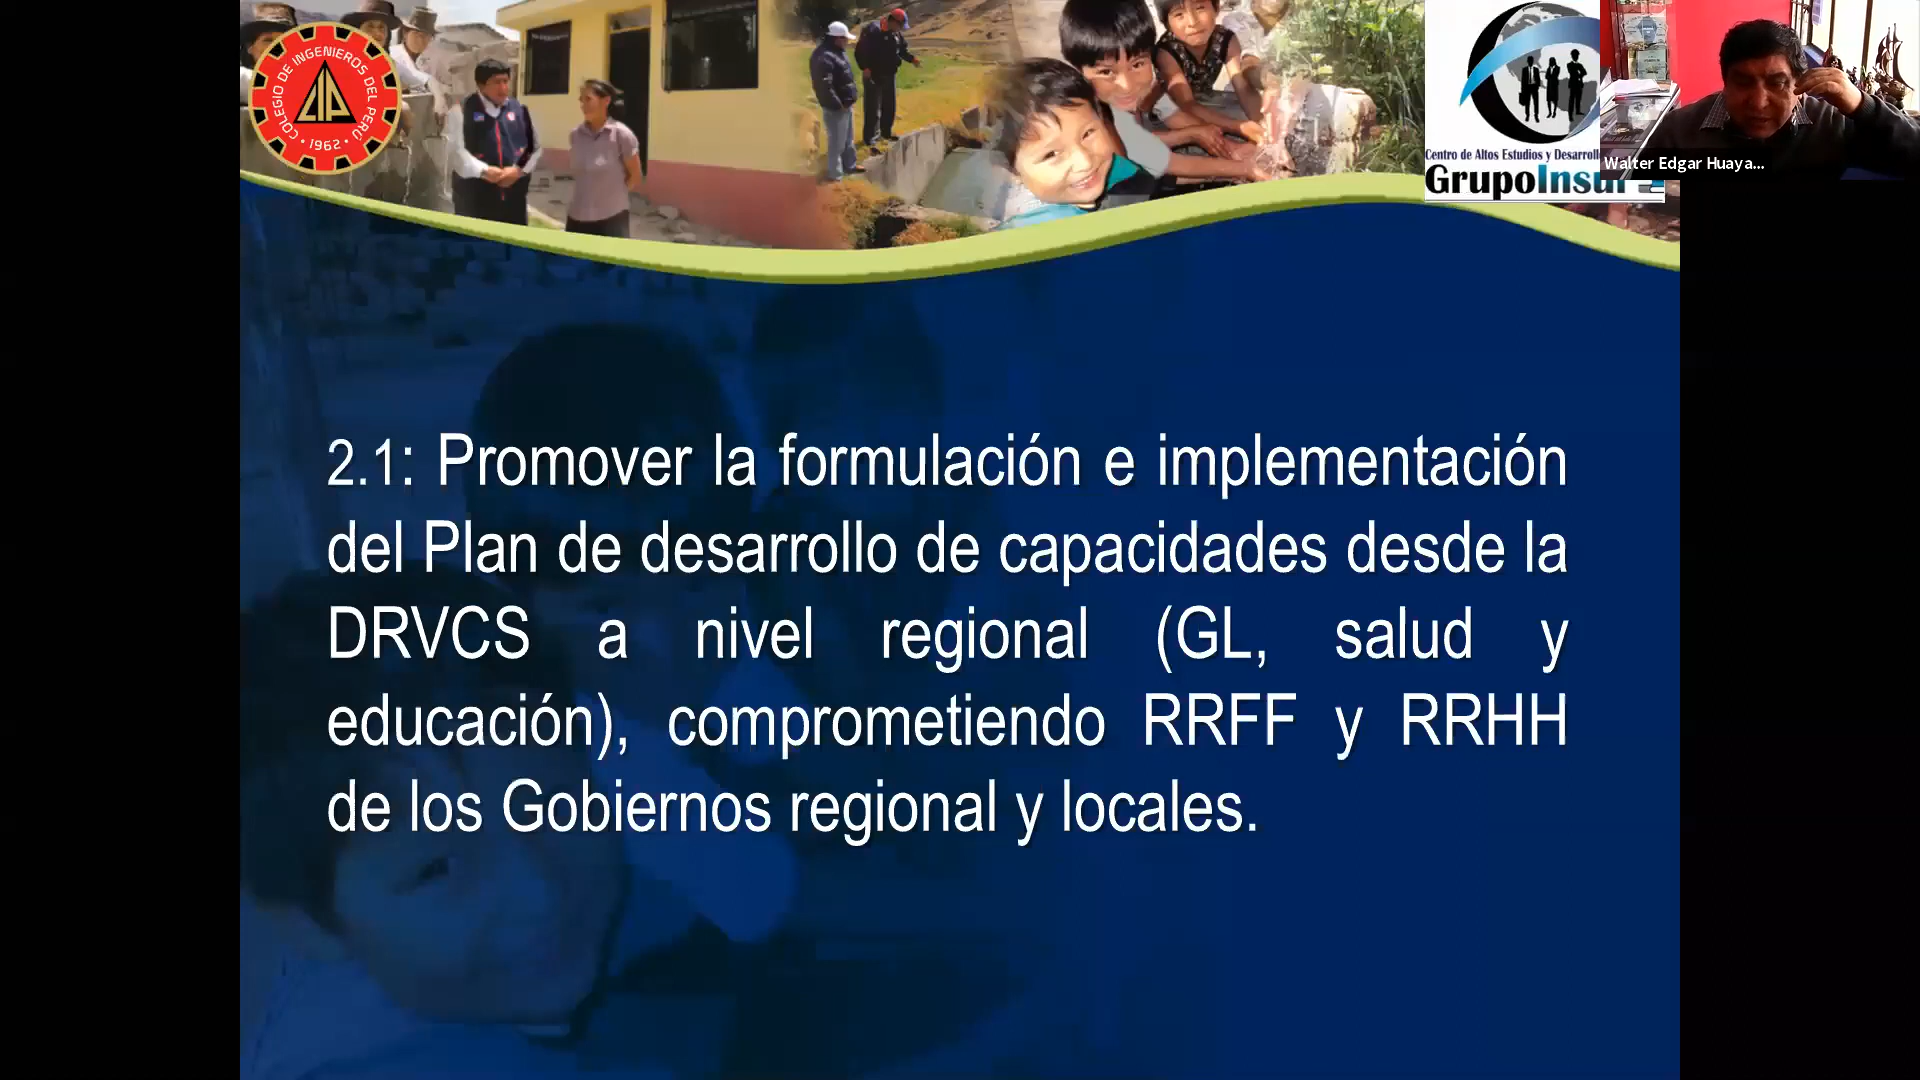 COLEGIO DE INGENIEROS DEL PERÚ
CIP
• 1962 •
Centro de Altos Estudios y Desarroll
GrupoInsur
Walter Edgar Huaya...
2.1: Promover la formulación e implementación
del Plan de desarrollo de capacidades desde la
DRVCS a nivel regional (GL, salud y
educación), comprometiendo RRFF y RRHH
de los Gobiernos regional y locales.